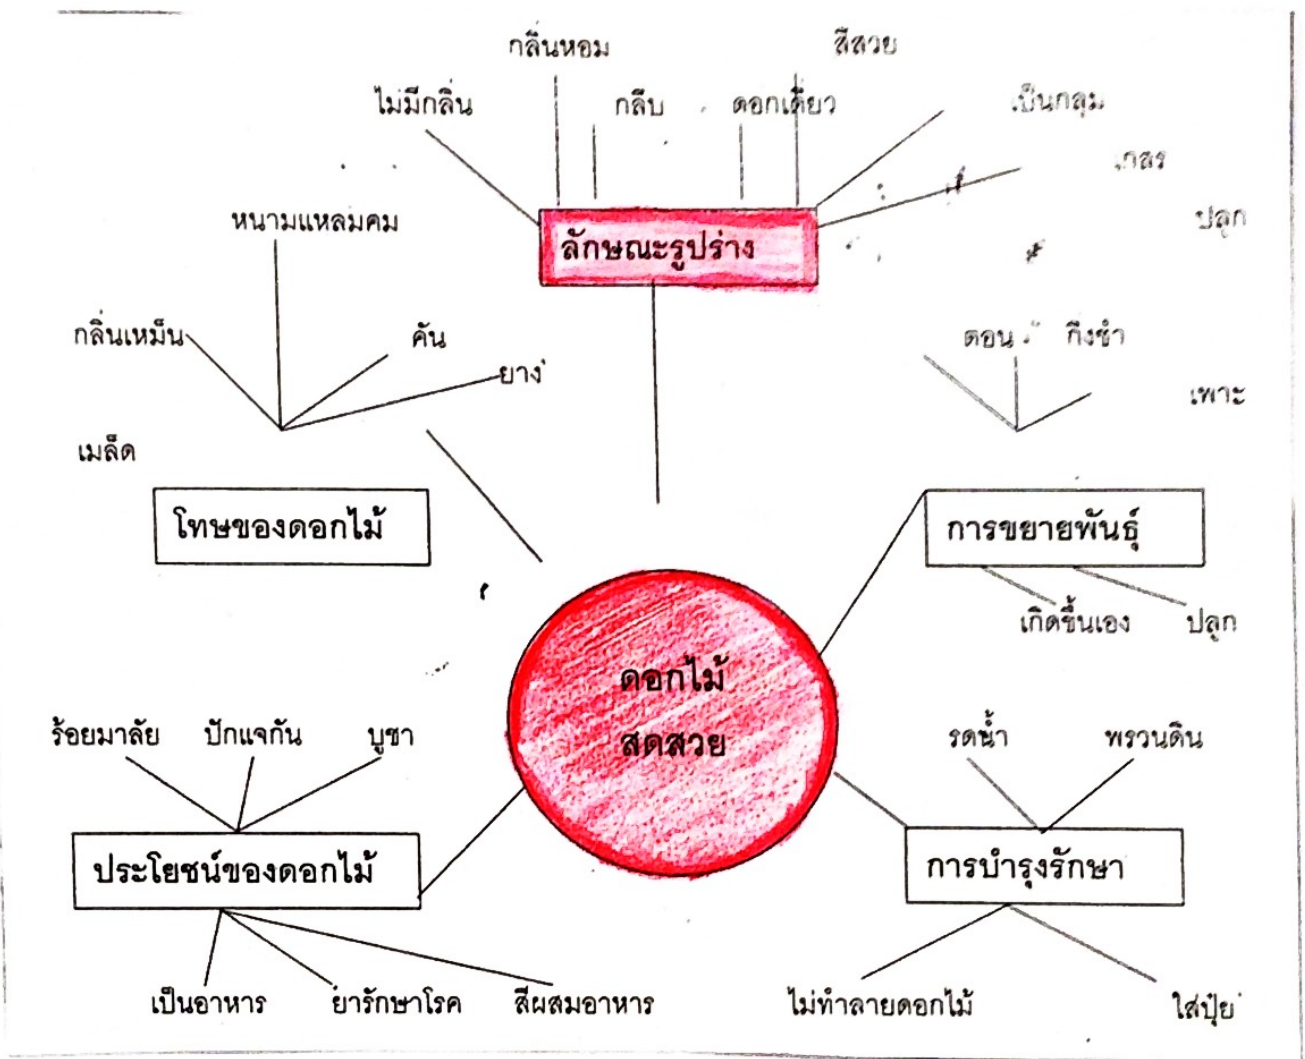 กลิ่นหอม
สีสวย
ไม่มีกลิ่น
กลีบ
ดอกเดี่ยว
เป็นกลุ่ม
เกสร
หนามแหลมคม
ลักษณะรูปร่าง
ปลูก
กลิ่นเหม็น
คัน
ยาง
ตอน
กิ่งชำ
เพาะ
เมล็ด
โทษของดอกไม้
การขยายพันธุ์
เกิดขึ้นเอง
ปลูก
ดอกไม้
สดสวย
ร้อยมาลัย
ปักแจกัน
บูชา
รดน้ำ
พรวนดิน
ประโยชน์ของดอกไม้
การบำรุงรักษา
เป็นอาหาร
ยารักษาโรค
สีผสมอาหาร
ไม่ทำลายดอกไม้
ใส่ปุ๋ย